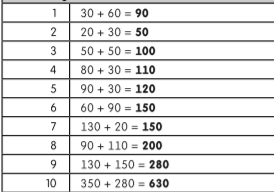 1 30 + 60 = 90
2 20 + 30 = 50
3 50 + 50 = 100
4 80 + 30 = 110
5 90 + 30 = 120
6 60 + 90 = 150
7 130 + 20 = 150
8 90 + 110 = 200
9 130 + 150 = 280
10 350 + 280 = 630